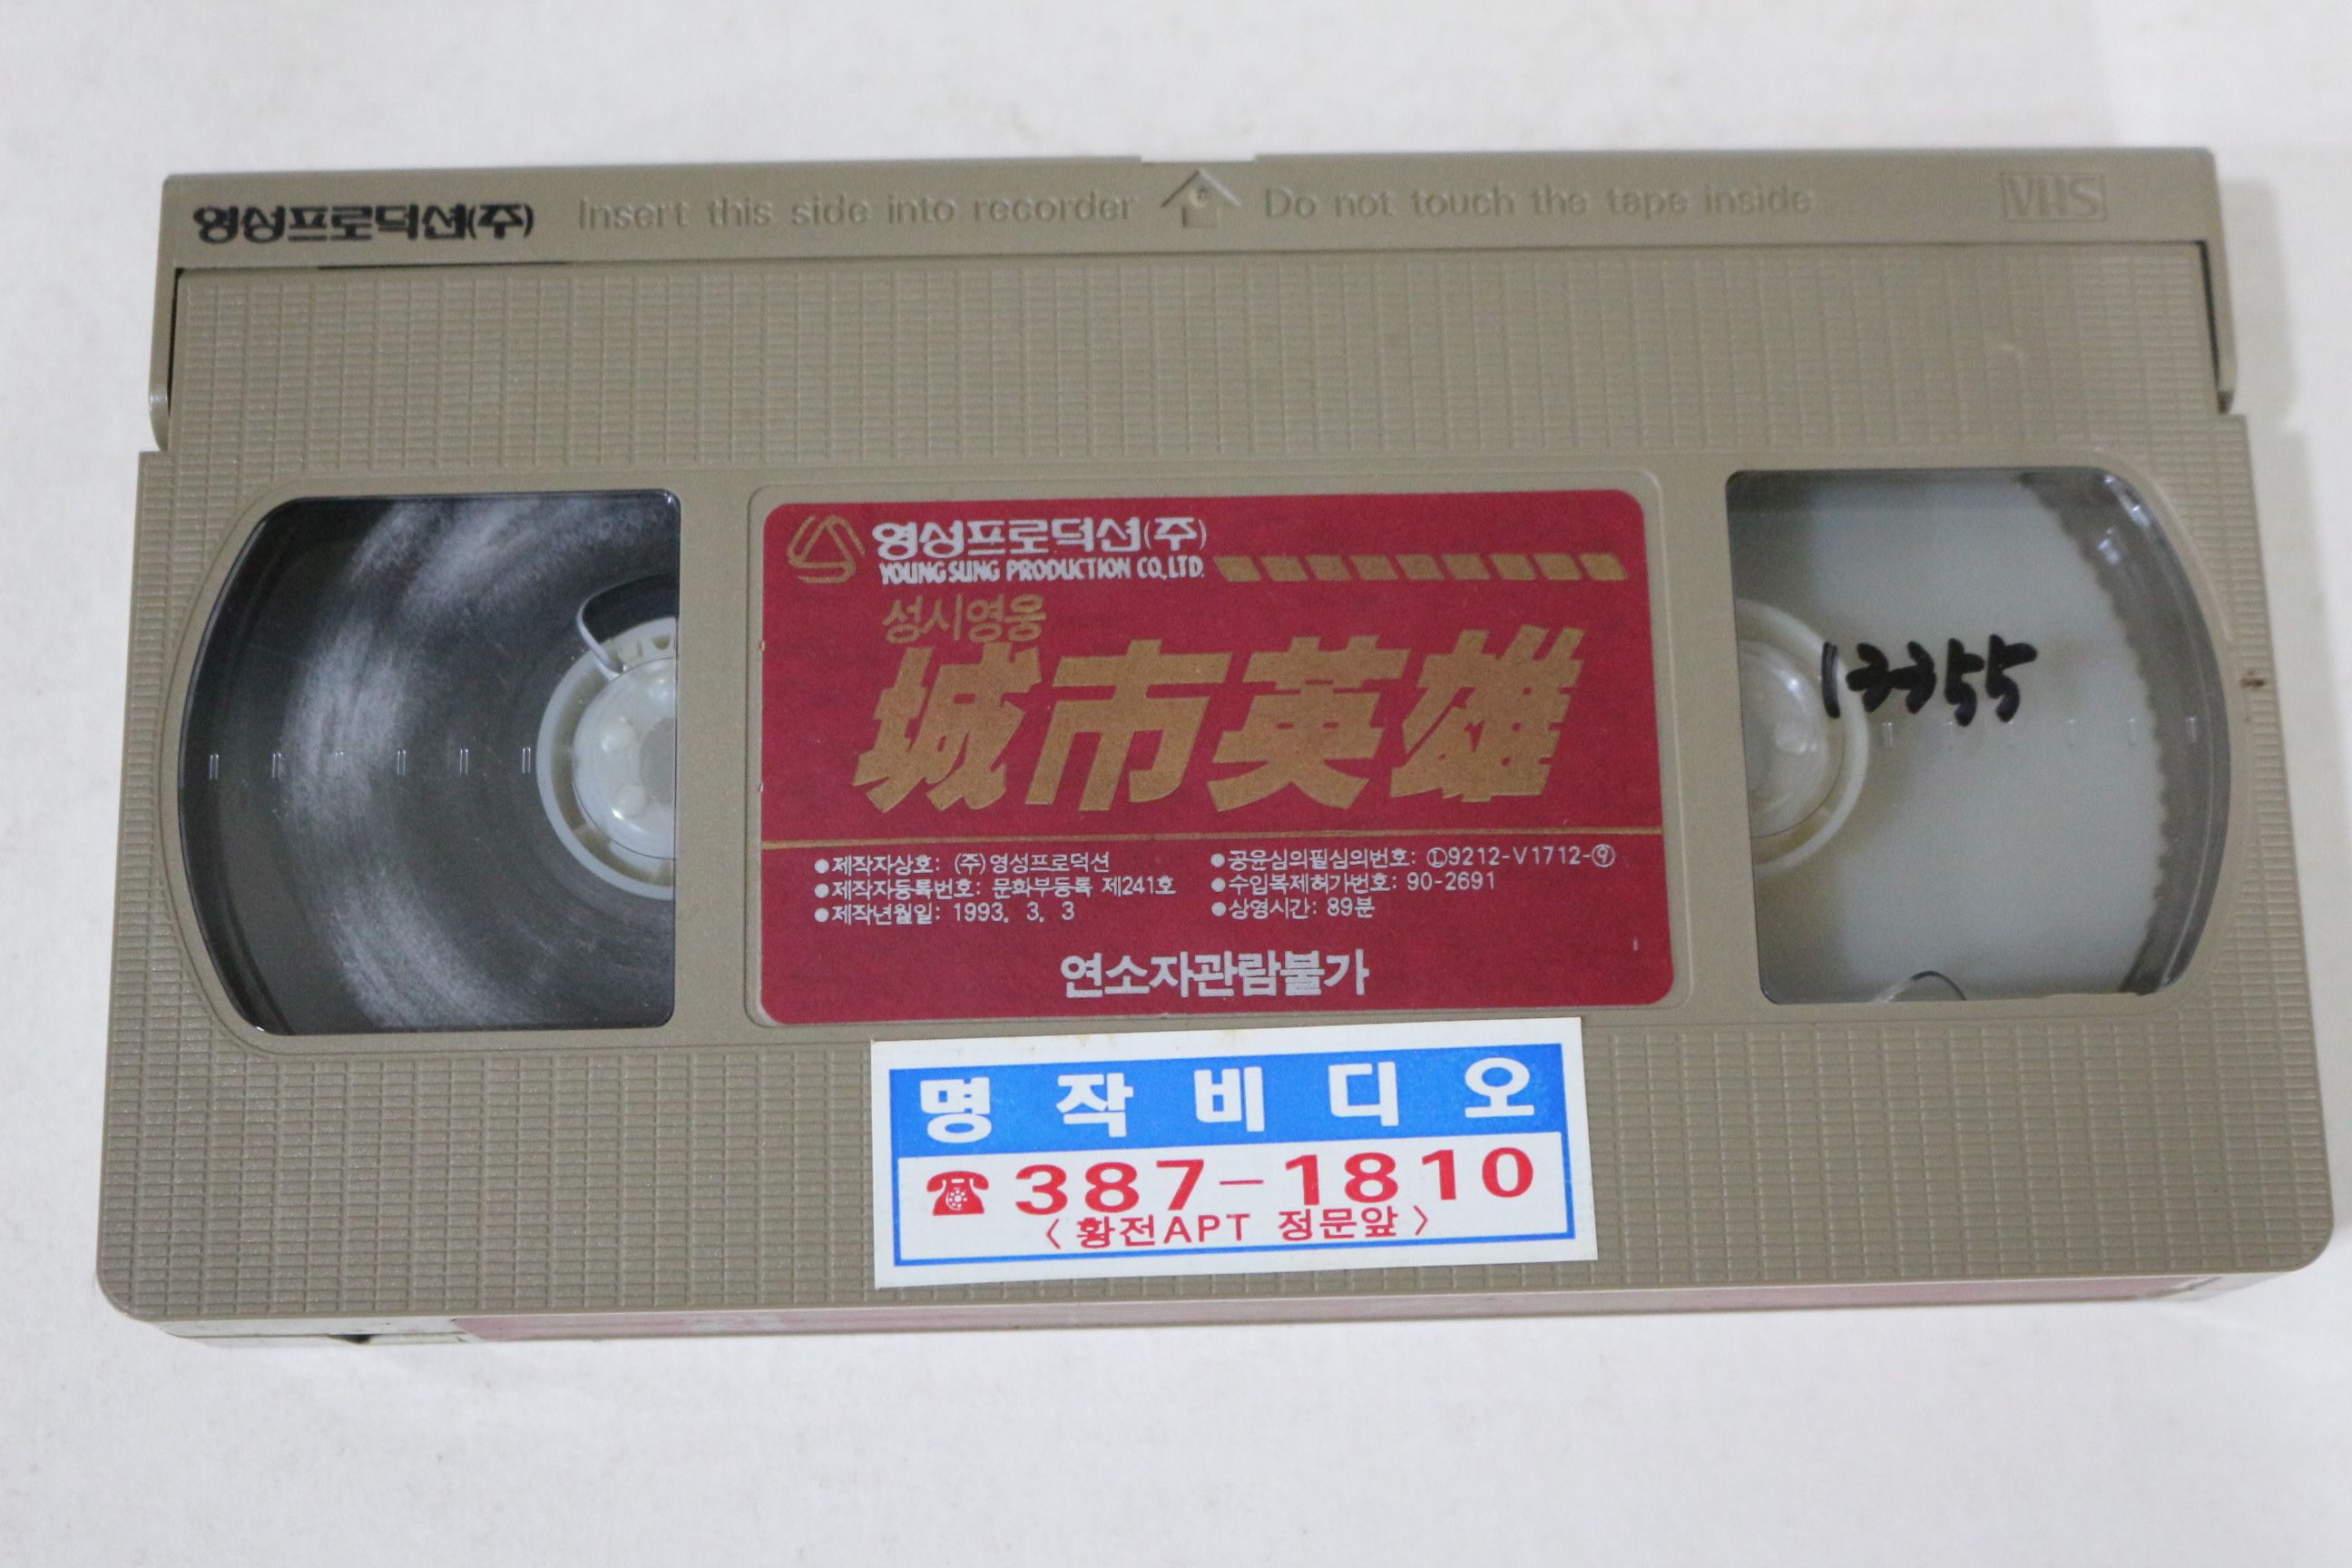 영성프로덕션(주) Insert this side into recorder Do not touch the tape inside VHS
영성프로덕션(주)
YOUNG SUNG PRODUCTION CO.,LTD.
성시영웅
城市英雄
13355
●제작자상호: (주)영성프로덕션
●제작자등록번호: 문화부등록 제241호
●제작년월일: 1993. 3. 3
●공윤심의필심의번호: Ⓛ9212-V1712-⑨
●수입복제허가번호: 90-2691
●상영시간: 89분
연소자관람불가
명작비디오
☎387-1810
〈황전APT 정문앞〉